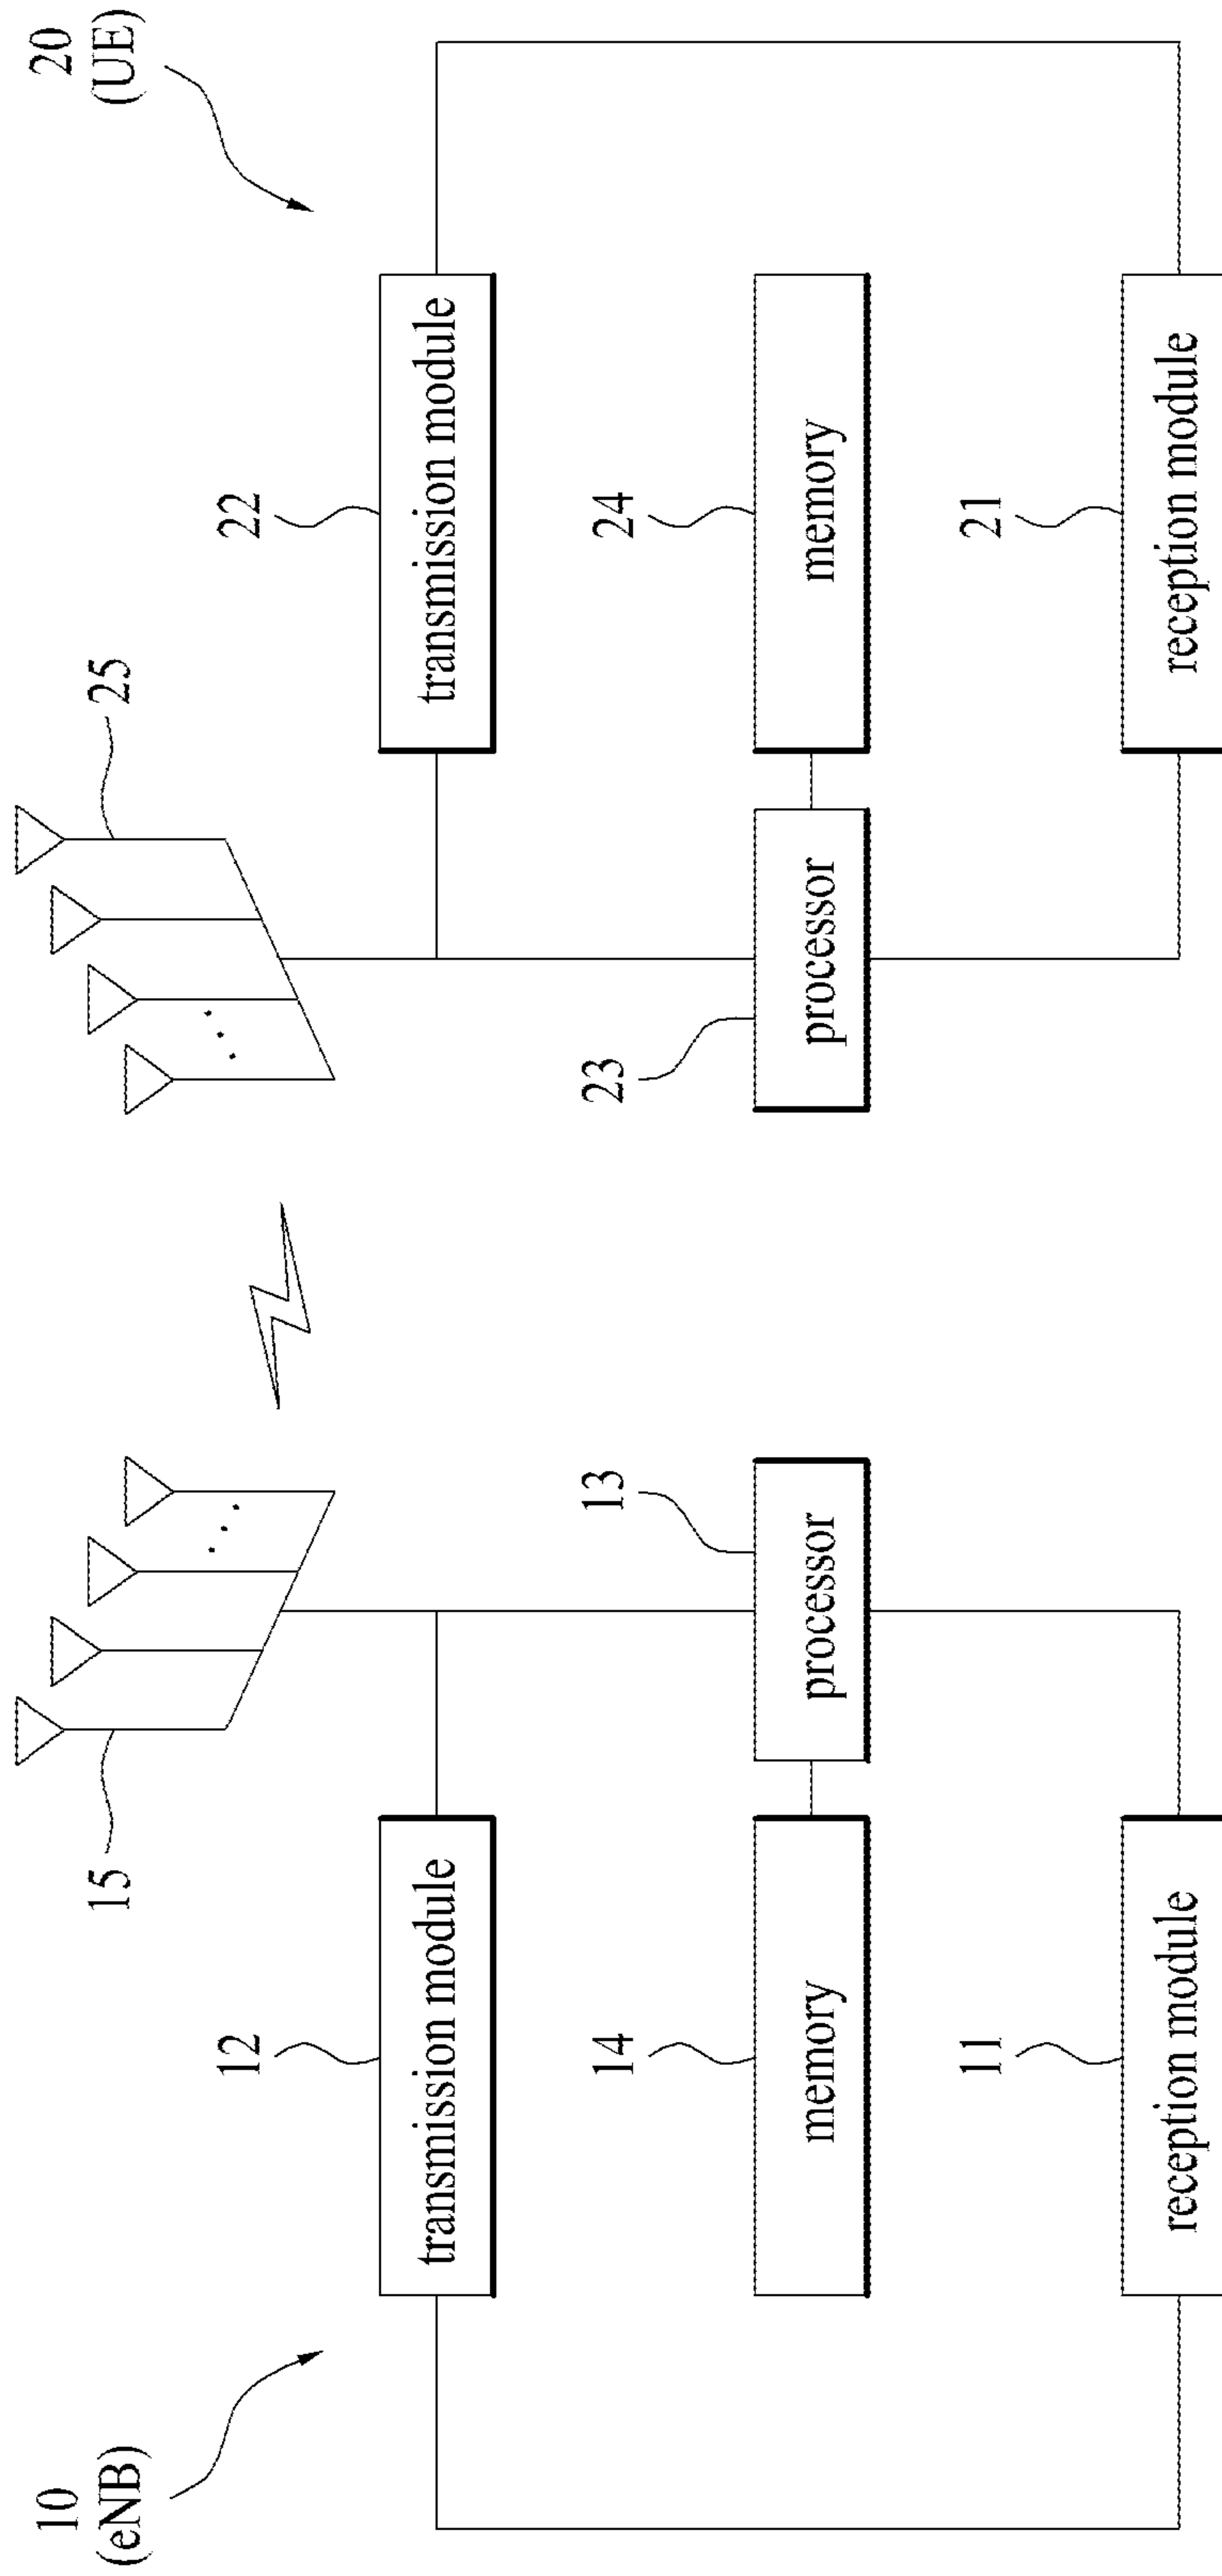 10
(eNB)
20
(UE)
15
25
12
transmission module
22
transmission module
13
processor
23
processor
14
memory
24
memory
11
reception module
21
reception module